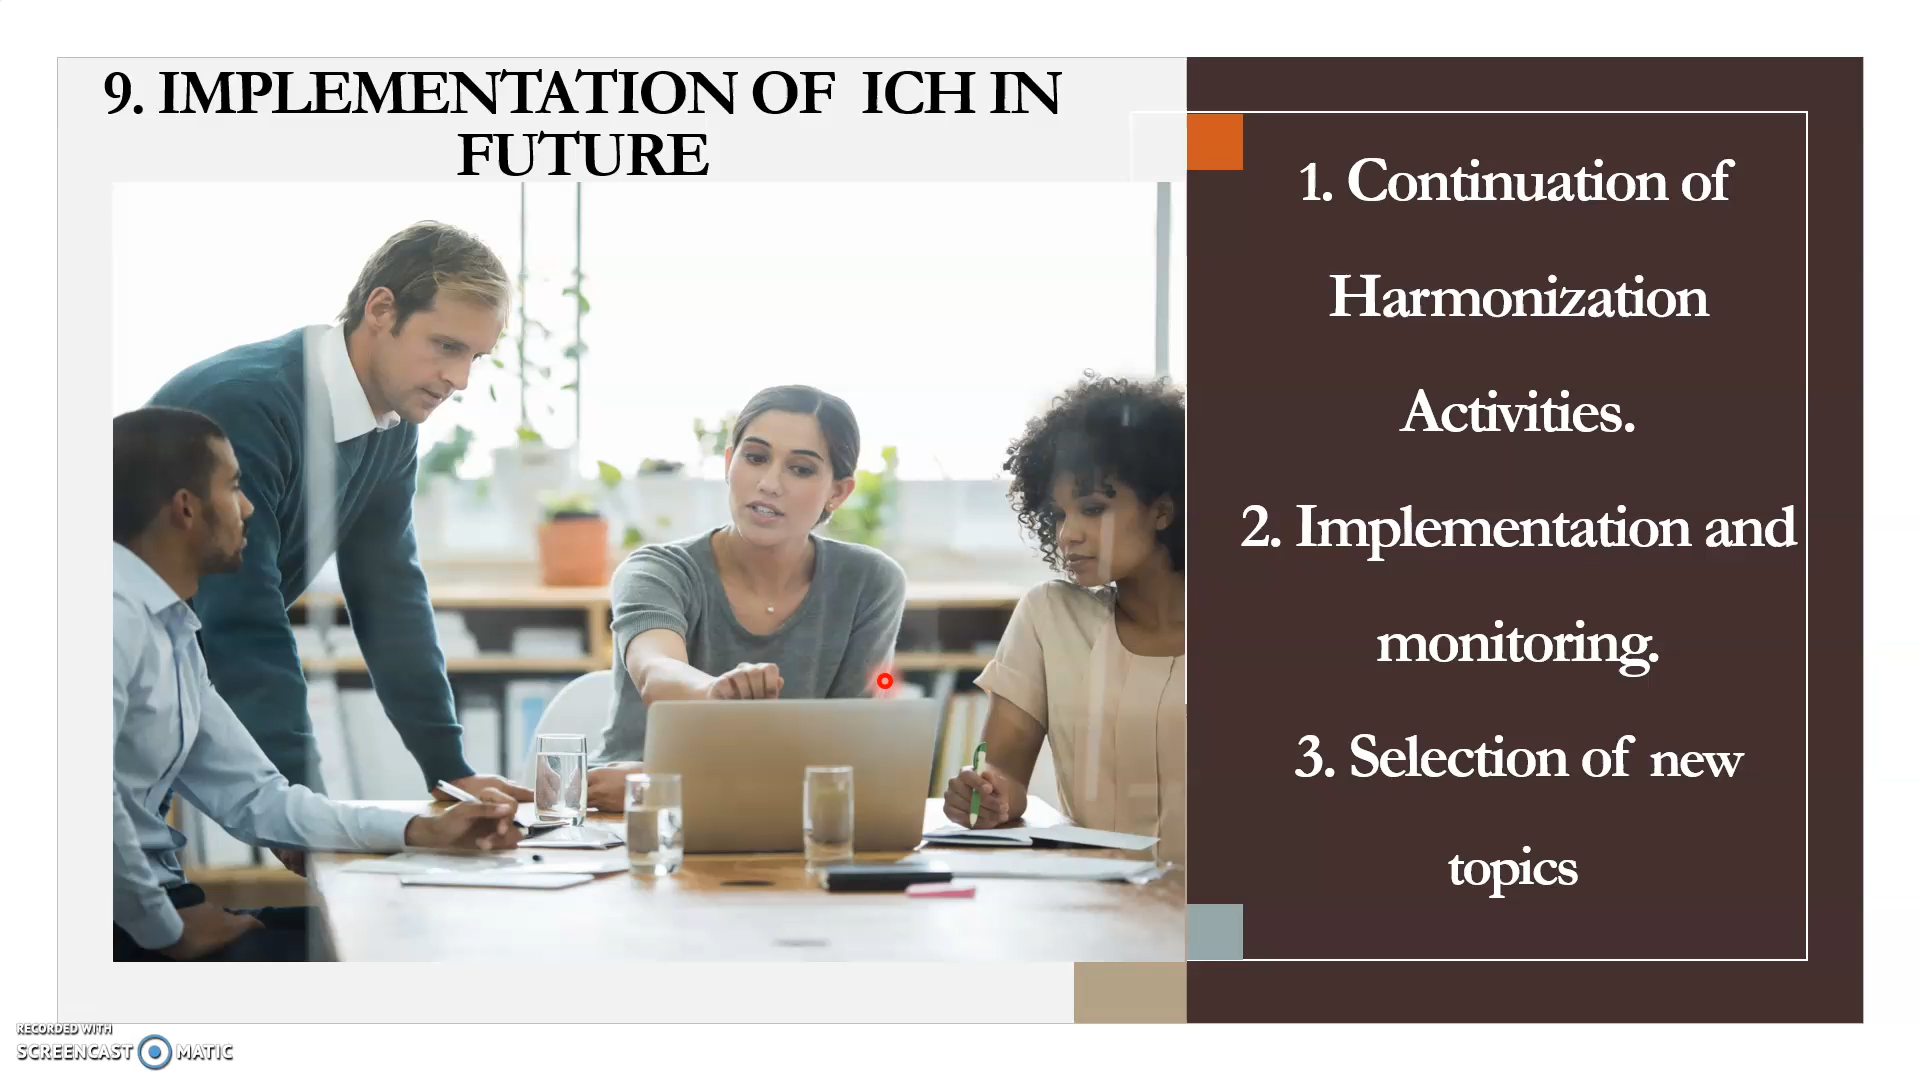 9. IMPLEMENTATION OF ICH IN
FUTURE
1. Continuation of
Harmonization
Activities.
2. Implementation and
monitoring.
3. Selection of new
topics
RECORDED WITH
SCREENCAST MATIC